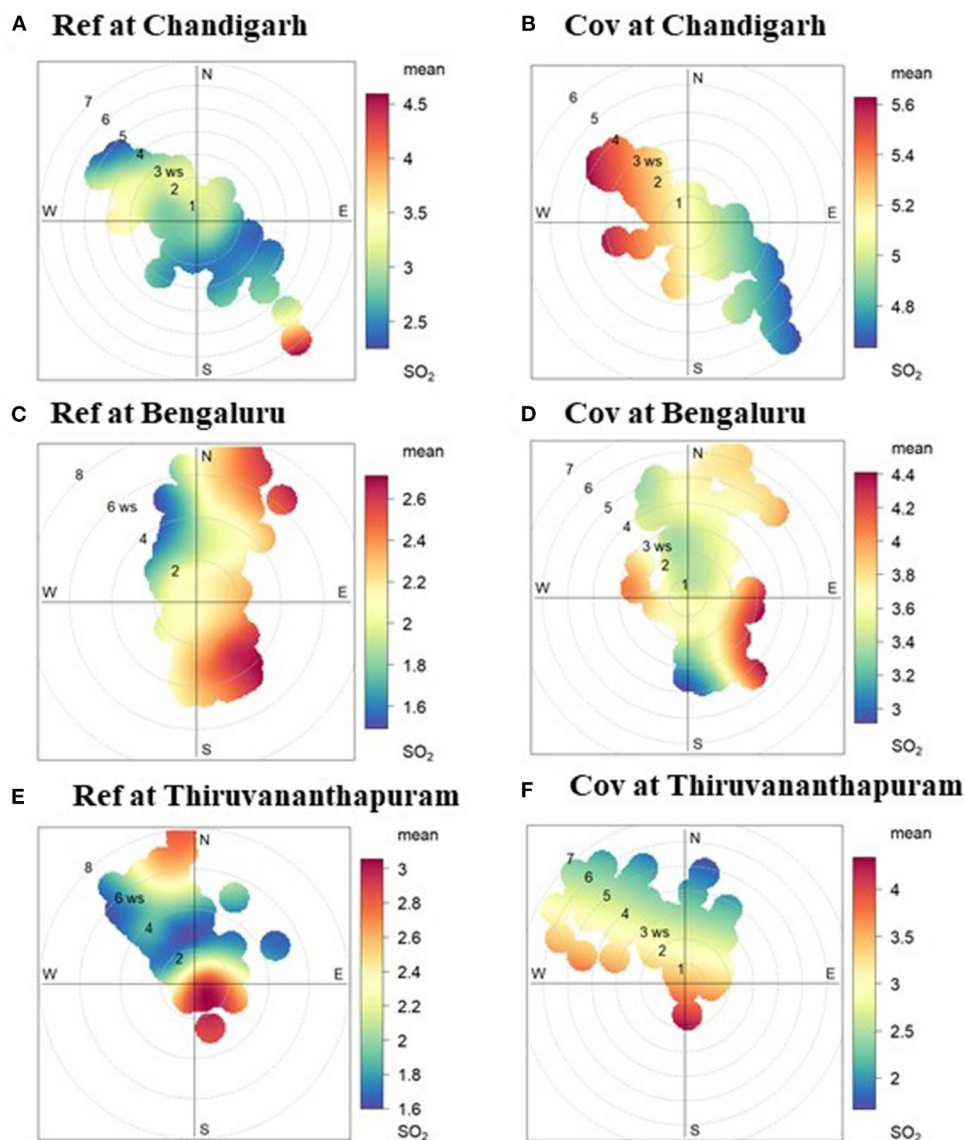 A Ref at Chandigarh
mean
N
7
6
5
4
3 ws
2
1
W
E
S
4.5
4
3.5
3
2.5
SO₂
B Cov at Chandigarh
mean
N
6
5
4
3 ws
2
1
W
E
S
5.6
5.4
5.2
5
4.8
SO₂
C Ref at Bengaluru
mean
N
8
6 ws
4
2
W
E
S
2.6
2.4
2.2
2
1.8
1.6
SO₂
D Cov at Bengaluru
mean
N
7
6
5
4
3 ws
2
1
W
E
S
4.4
4.2
4
3.8
3.6
3.4
3.2
3
SO₂
E Ref at Thiruvananthapuram
mean
N
8
6 ws
4
2
W
E
S
3
2.8
2.6
2.4
2.2
2
1.8
1.6
SO₂
F Cov at Thiruvananthapuram
mean
N
7
6
5
4
3 ws
2
1
W
E
S
4
3.5
3
2.5
2
SO₂